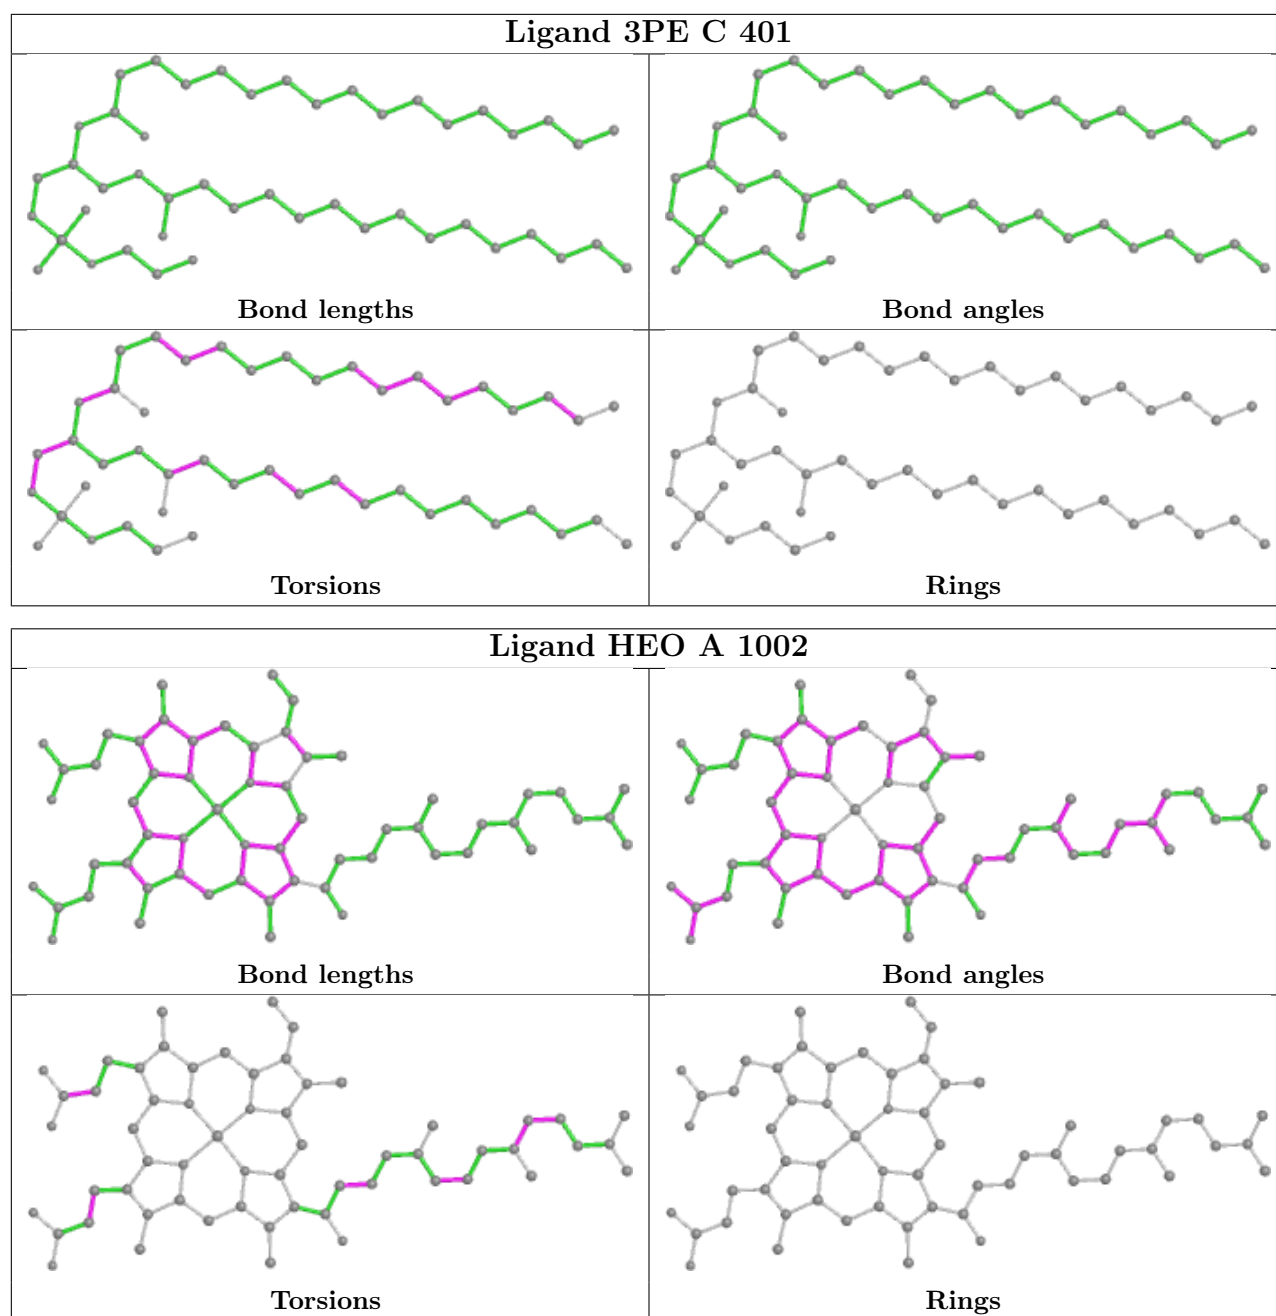 Ligand 3PE C 401
Bond lengths
Bond angles
Torsions
Rings
Ligand HEO A 1002
Bond lengths
Bond angles
Torsions
Rings